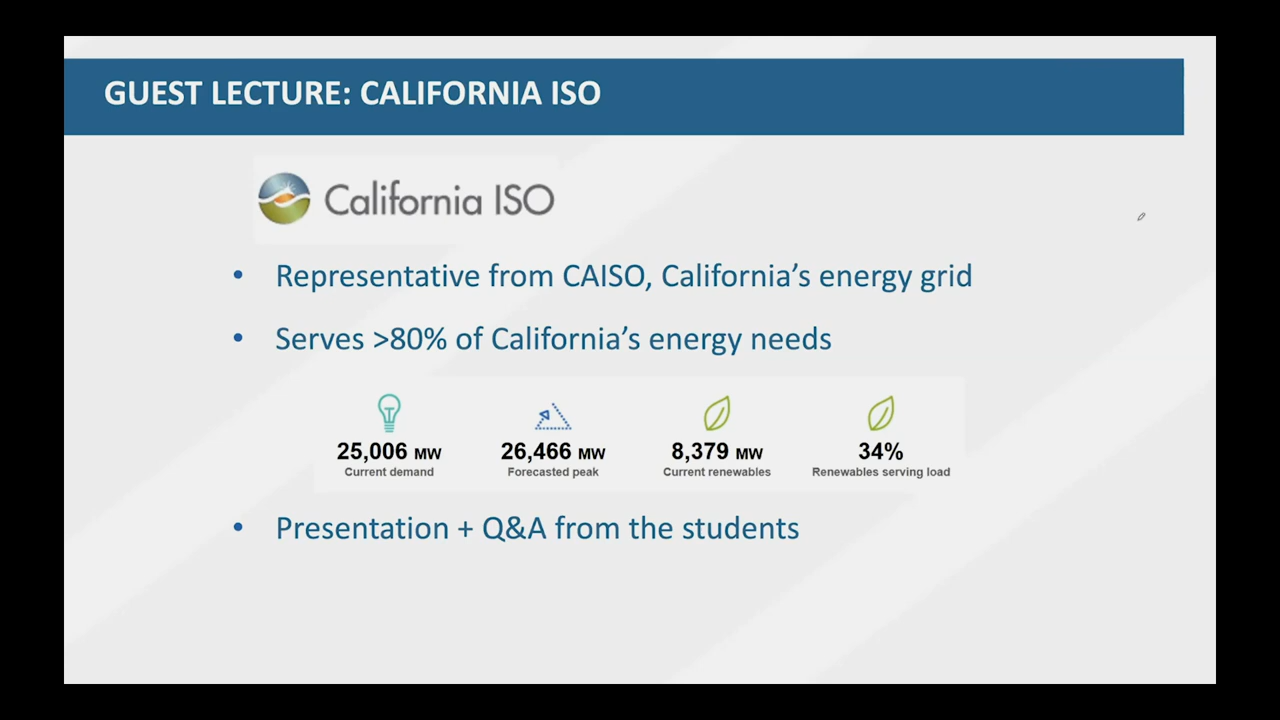 GUEST LECTURE: CALIFORNIA ISO
California ISO
• Representative from CAISO, California’s energy grid
• Serves >80% of California’s energy needs
25,006 MW 26,466 MW 8,379 MW 34%
Current demand Forecasted peak Current renewables Renewables serving load
• Presentation + Q&A from the students